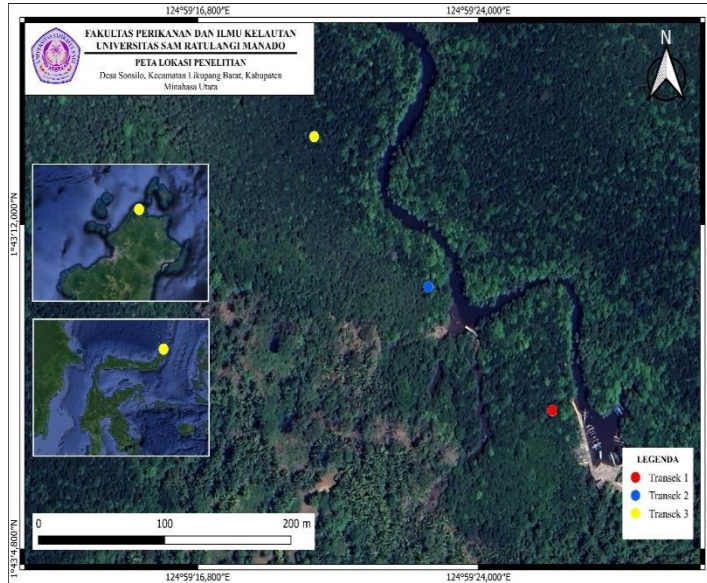 124°59'16,800"E
124°59'24,000"E
FAKULTAS PERIKANAN DAN ILMU KELAUTAN
UNIVERSITAS SAM RATULANGI MANADO
PETA LOKASI PENELITIAN
Desa Sonsilo, Kecamatan Likupang Barat, Kabupaten
Minahasa Utara
N
1°43'12,000"N
LEGENDA
Transek 1
Transek 2
Transek 3
0
100
200 m
1°43'4,800"N
124°59'16,800"E
124°59'24,000"E